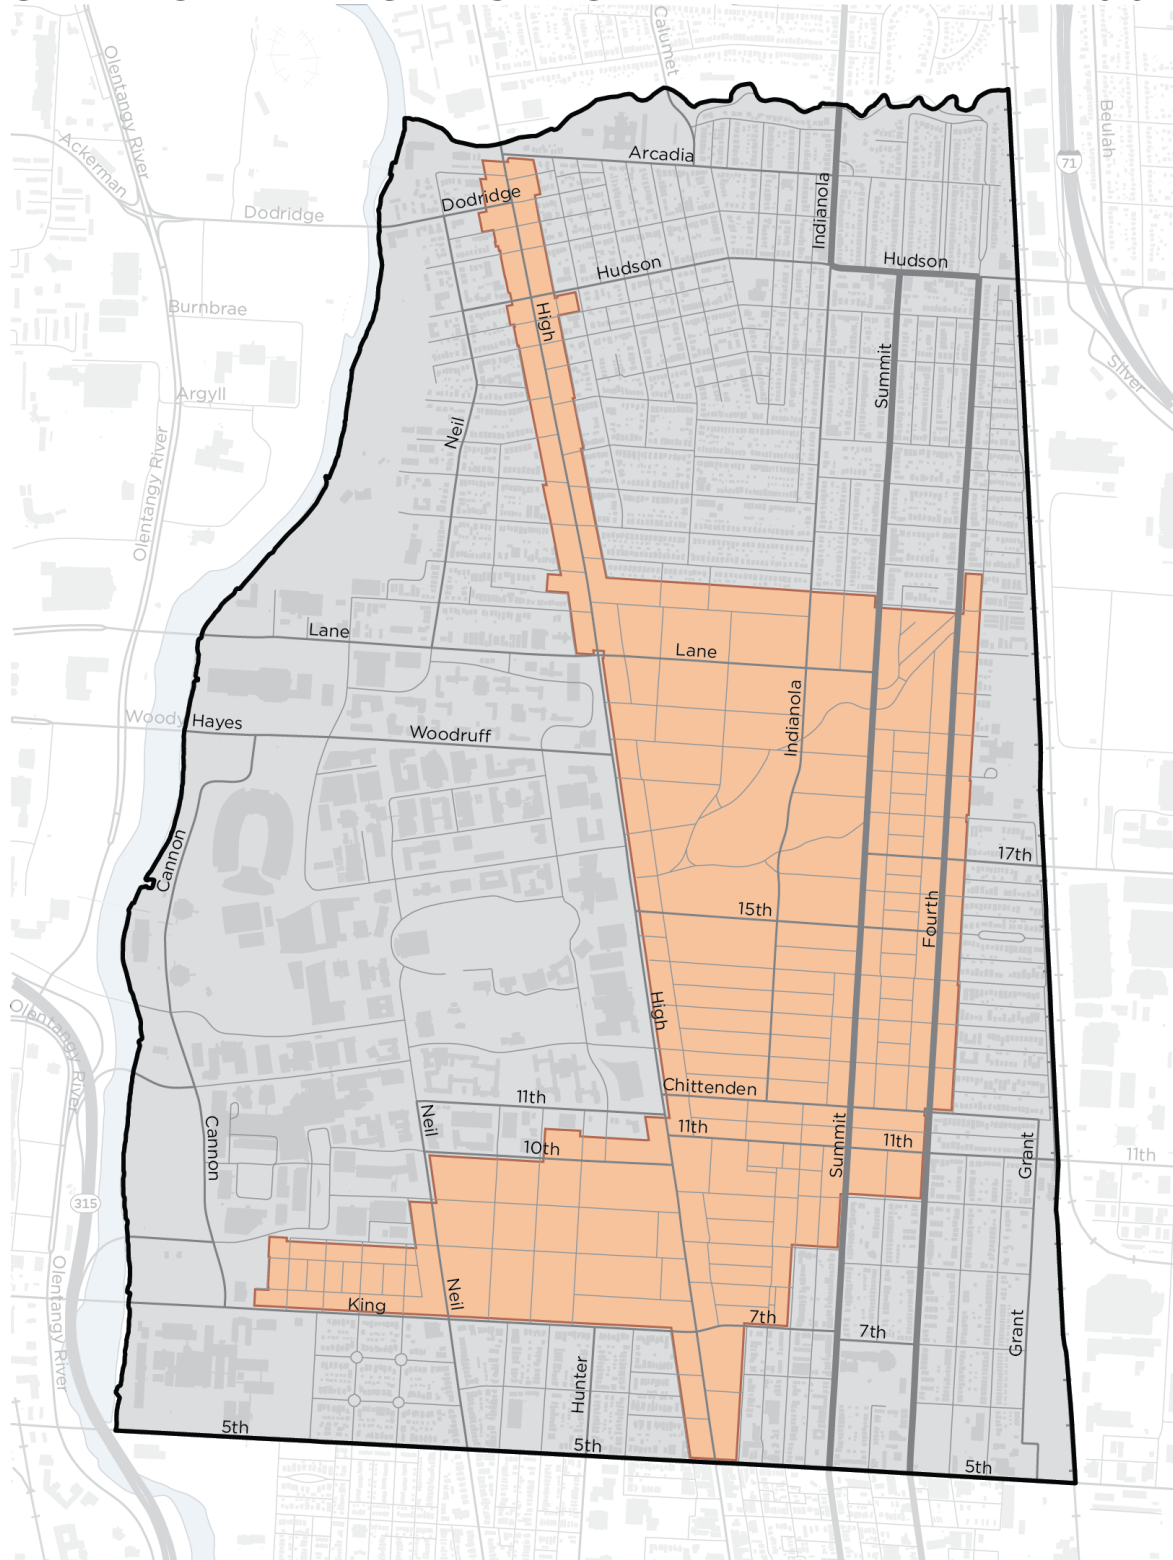 Calumet
Olentangy River
Beulah
71
Ackerman
Arcadia
Dodridge
Dodridge
Indianola
Hudson
Hudson
Burnbrae
High
Summit
Silver
Argyll
Neil
Olentangy River
Lane
Lane
Woody Hayes
Woodruff
Indianola
Cannon
17th
15th
Fourth
High
Olentangy River
Chittenden
11th
Neil
11th
11th
Summit
Grant
11th
Cannon
10th
315
Olentangy River
King
Neil
7th
7th
Grant
Hunter
5th
5th
5th